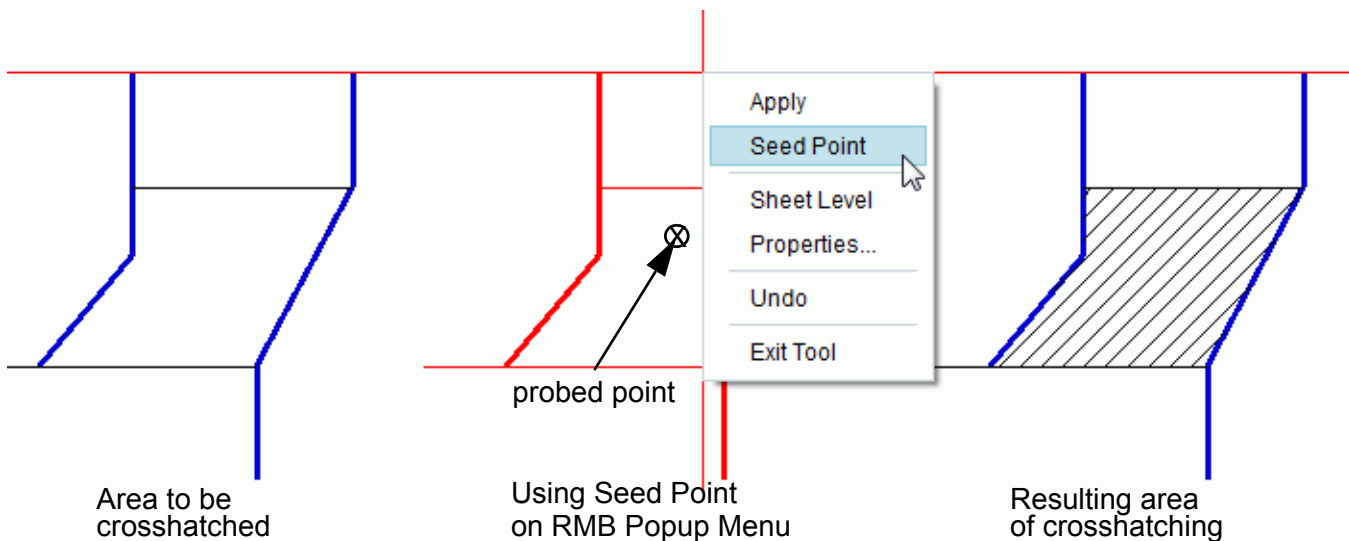 Apply
Seed Point
Sheet Level
Properties...
Undo
Exit Tool
probed point
Area to be
crosshatched
Using Seed Point
on RMB Popup Menu
Resulting area
of crosshatching